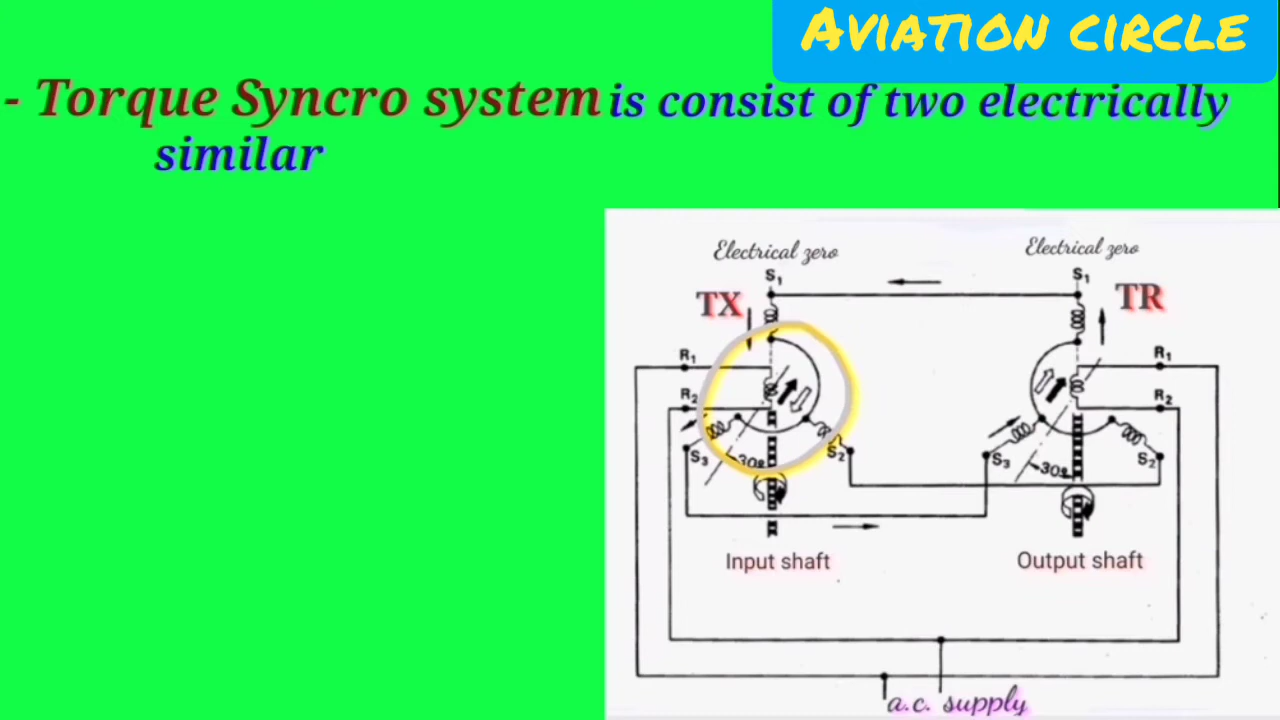 AVIATION CIRCLE
- Torque Syncro system is consist of two electrically
similar
Electrical zero Electrical zero
S1 S1
TX TR
R1 R1
R2 R2
S3 S2 S3 S2
30° 30°
Input shaft Output shaft
a.c. supply